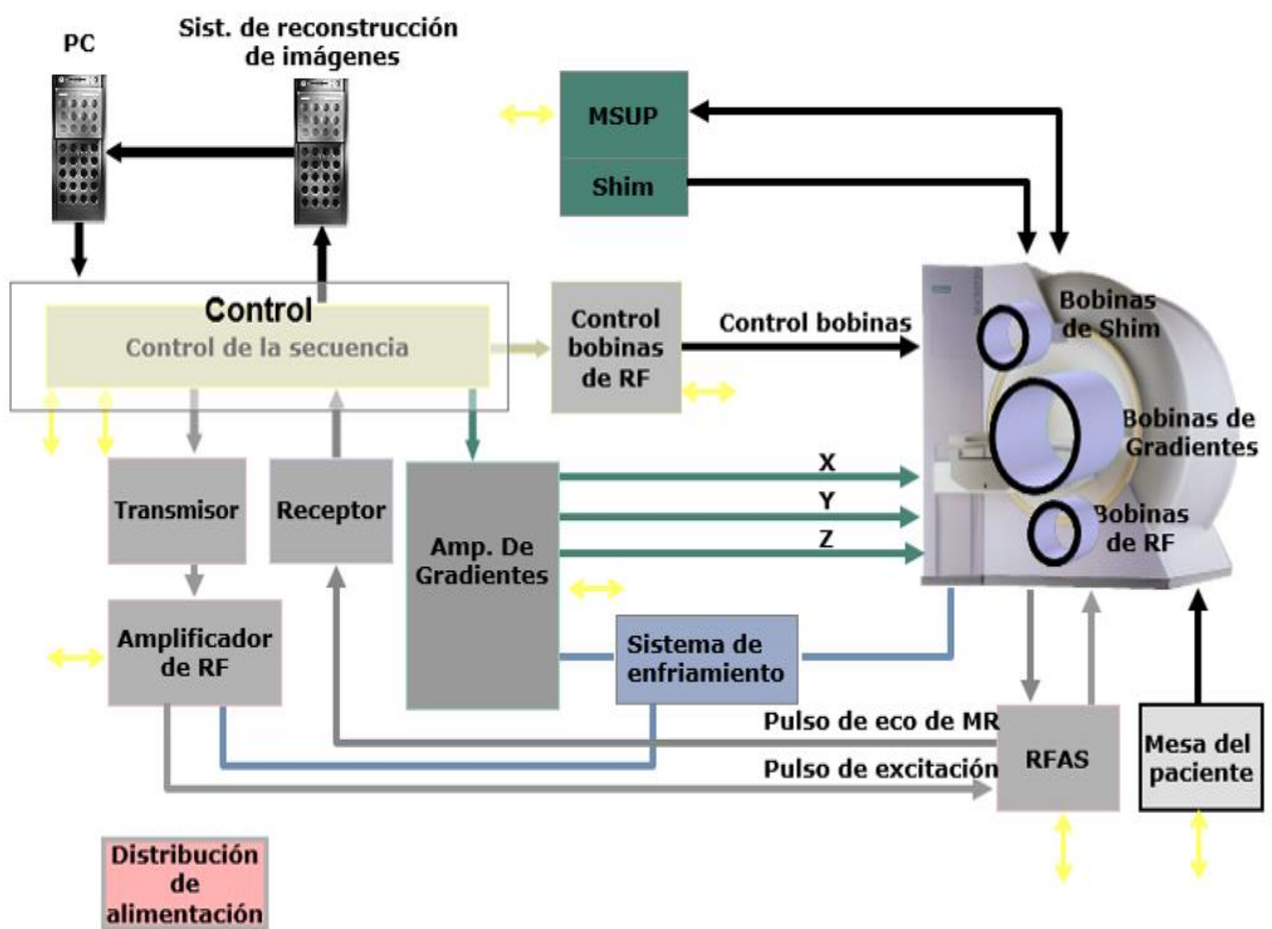 PC
Sist. de reconstrucción
de imágenes
MSUP
Shim
Control
Control de la secuencia
Control
bobinas
de RF
Control bobinas
Bobinas
de Shim
Bobinas de
Gradientes
Bobinas
de RF
X
Y
Z
Transmisor
Receptor
Amp. De
Gradientes
Amplificador
de RF
Sistema de
enfriamiento
Pulso de eco de MR
Pulso de excitación
RFAS
Mesa del
paciente
Distribución
de
alimentación